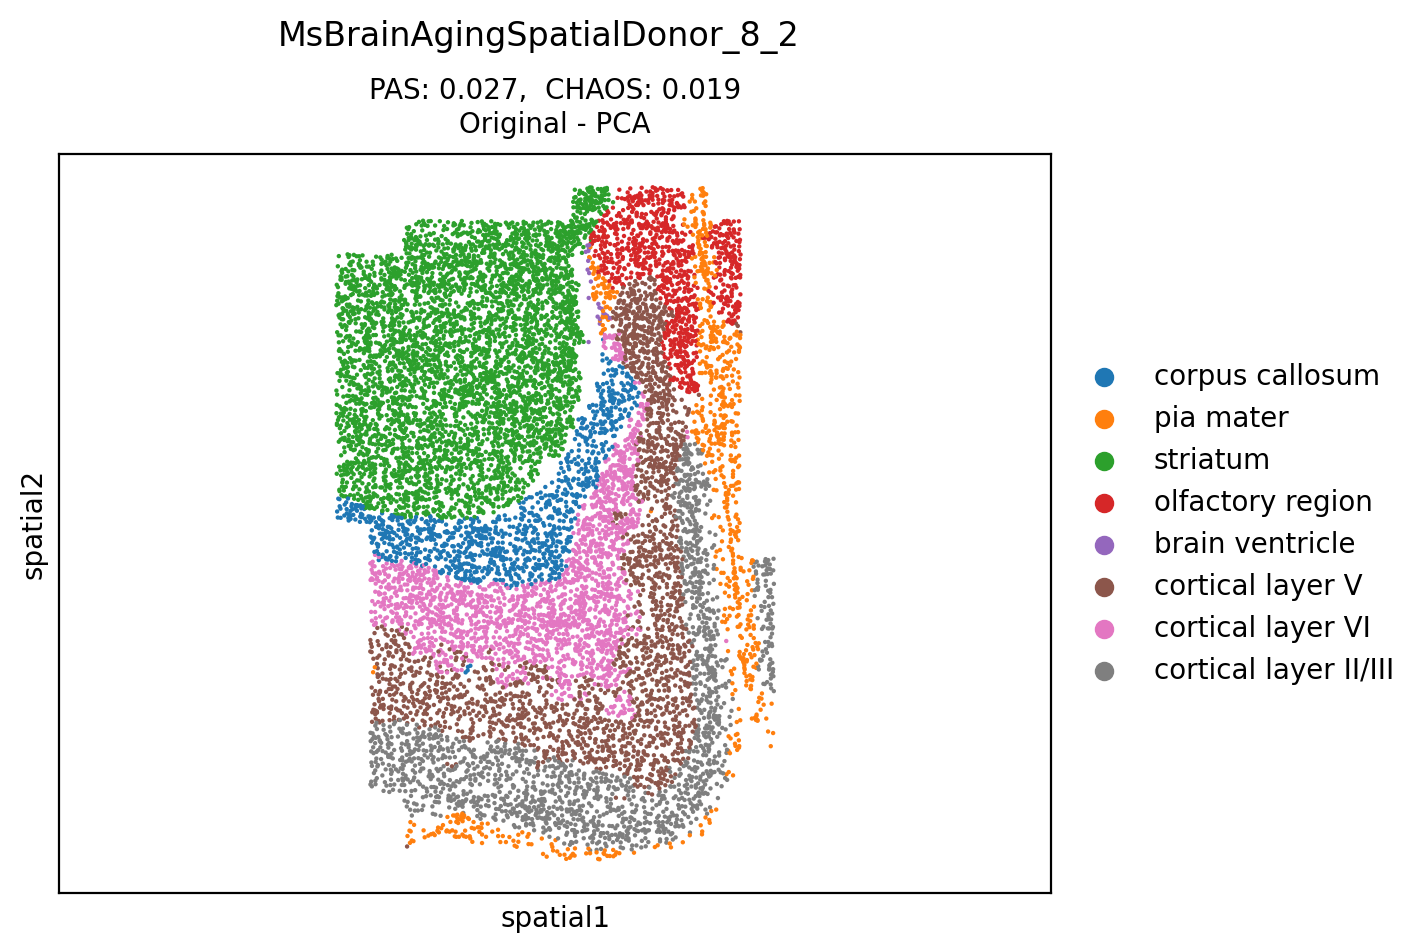 MsBrainAgingSpatialDonor_8_2
PAS: 0.027,  CHAOS: 0.019
Original - PCA
spatial2
spatial1
corpus callosum
pia mater
striatum
olfactory region
brain ventricle
cortical layer V
cortical layer VI
cortical layer II/III